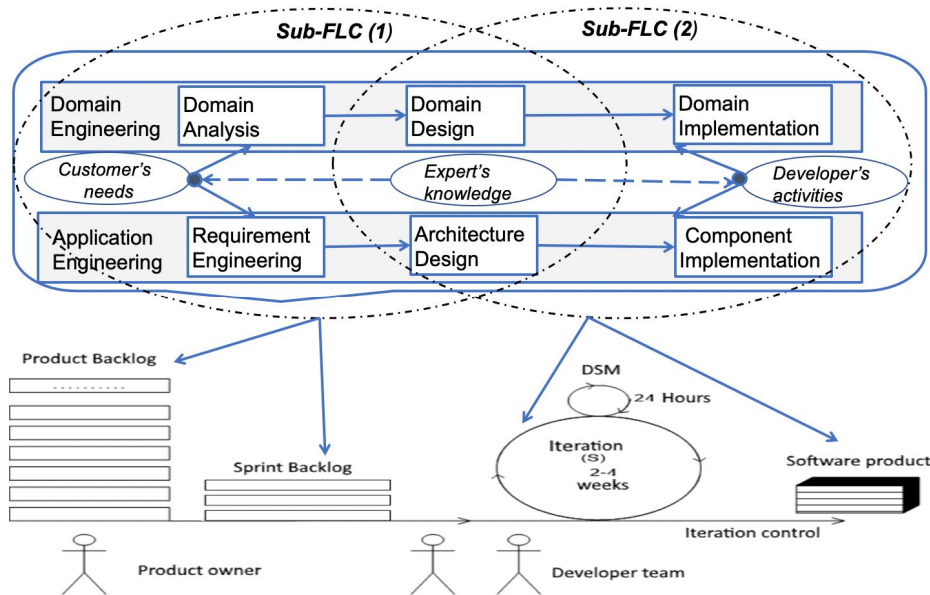 Sub-FLC (1)
Sub-FLC (2)
Domain
Engineering
Domain
Analysis
Domain
Design
Domain
Implementation
Customer's
needs
Expert's
knowledge
Developer's
activities
Application
Engineering
Requirement
Engineering
Architecture
Design
Component
Implementation
Product Backlog
.........
DSM
24 Hours
Iteration
(S)
2-4
weeks
Sprint Backlog
Software product
Iteration control
Product owner
Developer team